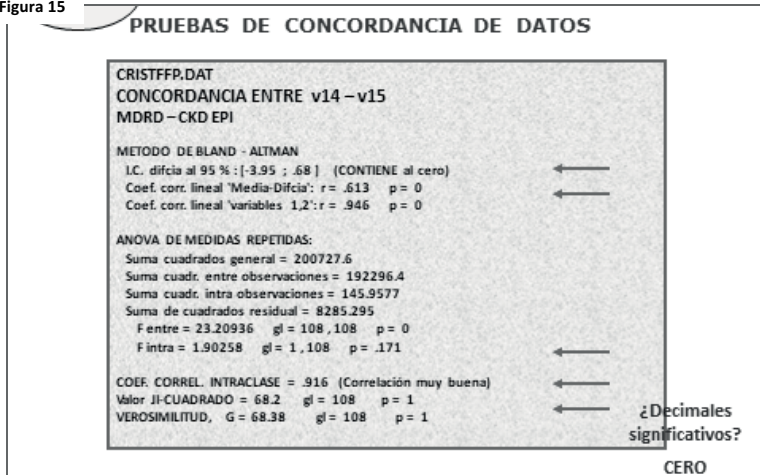 Figura 15
PRUEBAS DE CONCORDANCIA DE DATOS
CRISTFFP.DAT
CONCORDANCIA ENTRE v14 – v15
MDRD – CKD EPI
METODO DE BLAND - ALTMAN
I.C. difcia al 95 % : [-3.95 ; .68 ] (CONTIENE al cero)
Coef. corr. lineal 'Media-Difcia': r = .613 p = 0
Coef. corr. lineal 'variables 1,2': r = .946 p = 0
ANOVA DE MEDIDAS REPETIDAS:
Suma cuadrados general = 200727.6
Suma cuadr. entre observaciones = 192296.4
Suma cuadr. intra observaciones = 145.9577
Suma de cuadrados residual = 8285.295
F entre = 23.20936 gl = 108 , 108 p = 0
F intra = 1.90258 gl = 1 , 108 p = .171
COEF. CORREL. INTRACLASE = .916 (Correlación muy buena)
Valor JI-CUADRADO = 68.2 gl = 108 p = 1
VEROSIMILITUD, G = 68.38 gl = 108 p = 1
¿Decimales
significativos?
CERO